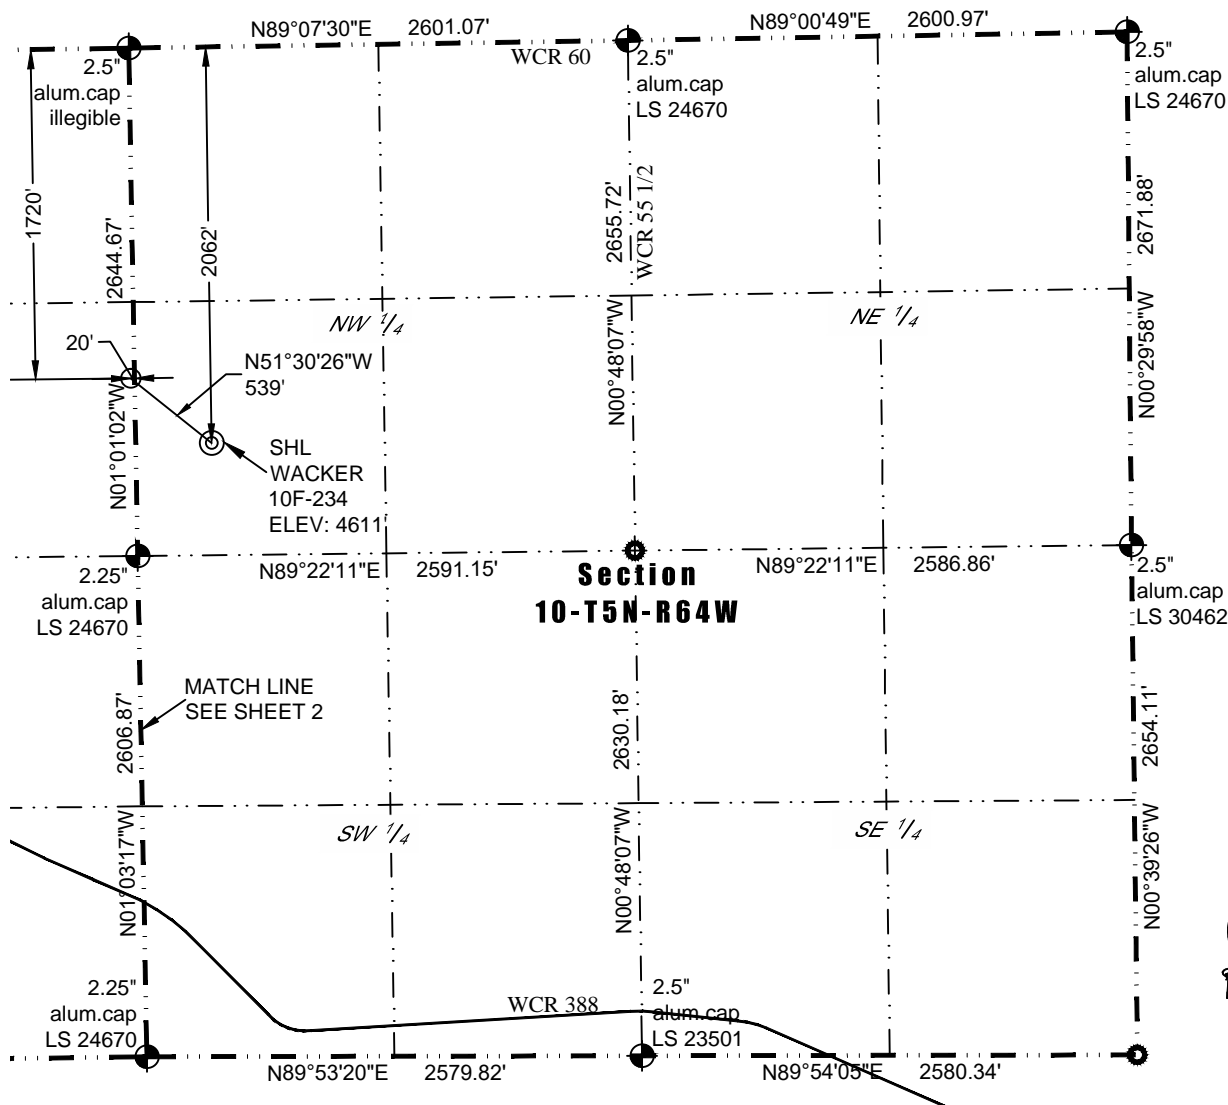 N89°07'30"E 2601.07'
N89°00'49"E 2600.97'
WCR 60
2.5"
alum.cap
illegible
2.5"
alum.cap
LS 24670
2.5"
alum.cap
LS 24670
1720'
2644.67'
2062'
2655.72'
WCR 55 1/2
2671.88'
NW 1/4
NE 1/4
20'
N51°30'26"W
539'
N01°01'02"W
N00°48'07"W
N00°29'58"W
SHL
WACKER
10F-234
ELEV: 4611'
2.25"
alum.cap
LS 24670
N89°22'11"E 2591.15'
N89°22'11"E 2586.86'
Section
10-T5N-R64W
2.5"
alum.cap
LS 30462
MATCH LINE
SEE SHEET 2
2606.87'
2630.18'
2654.11'
SW 1/4
SE 1/4
N01°03'17"W
N00°48'07"W
N00°39'26"W
2.25"
alum.cap
LS 24670
WCR 388
2.5"
alum.cap
LS 23501
N89°53'20"E 2579.82'
N89°54'05"E 2580.34'